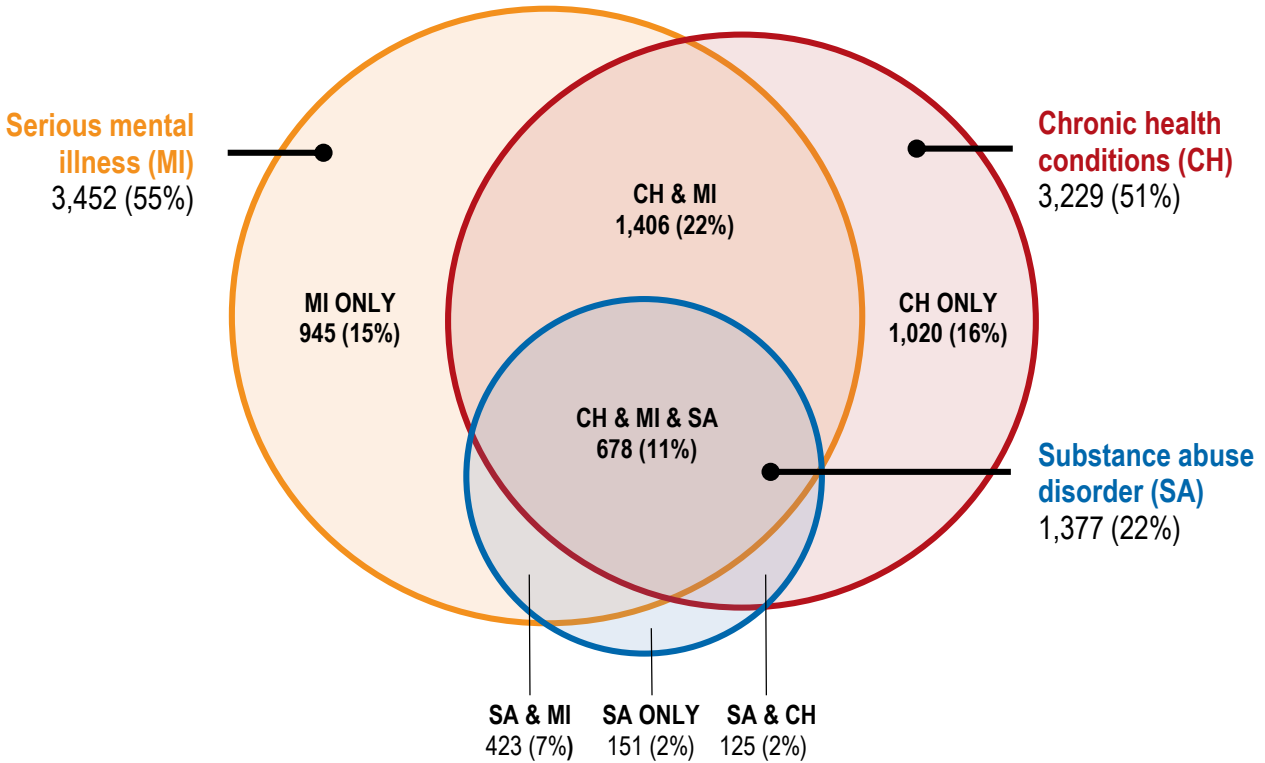 Serious mental
illness (MI)
3,452 (55%)
Chronic health
conditions (CH)
3,229 (51%)
CH & MI
1,406 (22%)
MI ONLY
945 (15%)
CH ONLY
1,020 (16%)
CH & MI & SA
678 (11%)
Substance abuse
disorder (SA)
1,377 (22%)
SA & MI
423 (7%)
SA ONLY
151 (2%)
SA & CH
125 (2%)